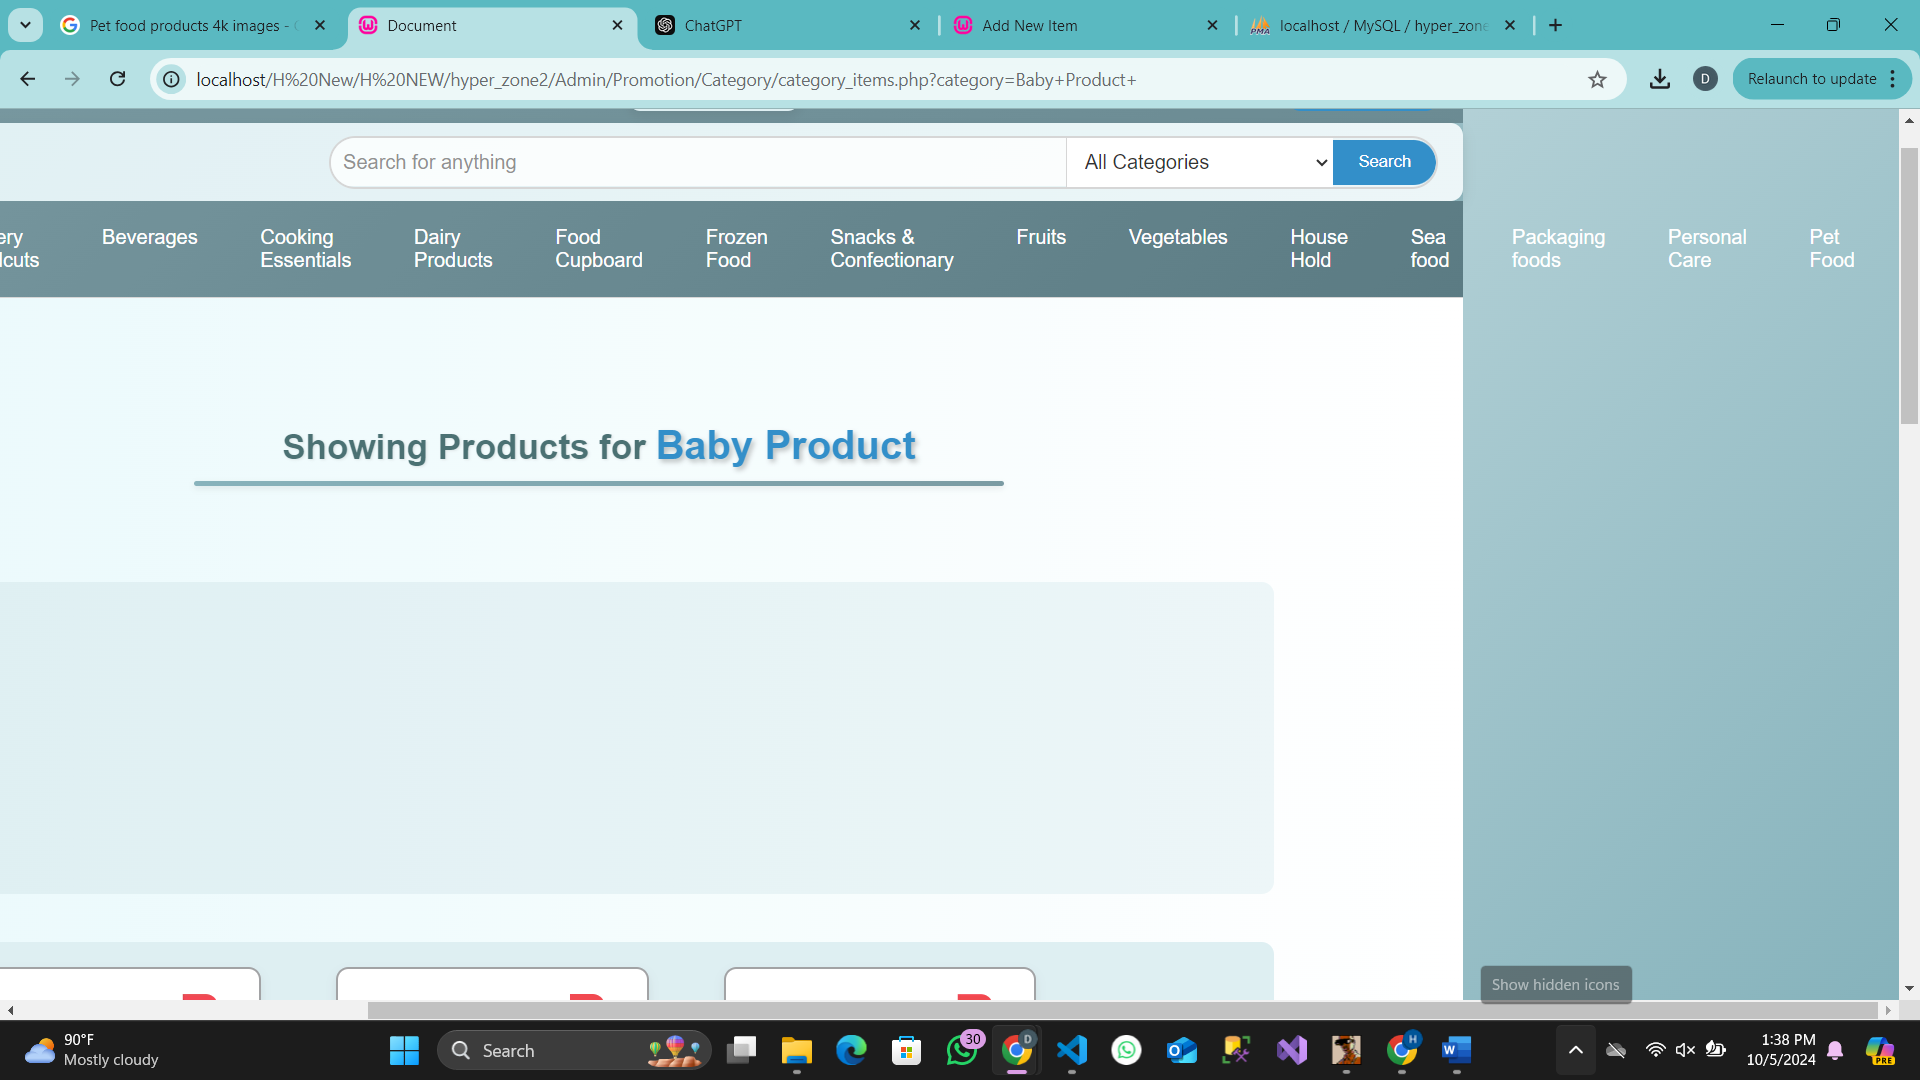 Pet food products 4k images -
Document
ChatGPT
Add New Item
localhost / MySQL / hyper_zone
localhost/H%20New/H%20NEW/hyper_zone2/Admin/Promotion/Category/category_items.php?category=Baby+Product+
D
Relaunch to update
Search for anything
All Categories
Search
Beverages
Cooking
Essentials
Dairy
Products
Food
Cupboard
Frozen
Food
Snacks &
Confectionary
Fruits
Vegetables
House
Hold
Sea
food
Packaging
foods
Personal
Care
Pet
Food
Showing Products for Baby Product
Show hidden icons
90°F
Mostly cloudy
Search
30
D
H
1:38 PM
10/5/2024
PRE